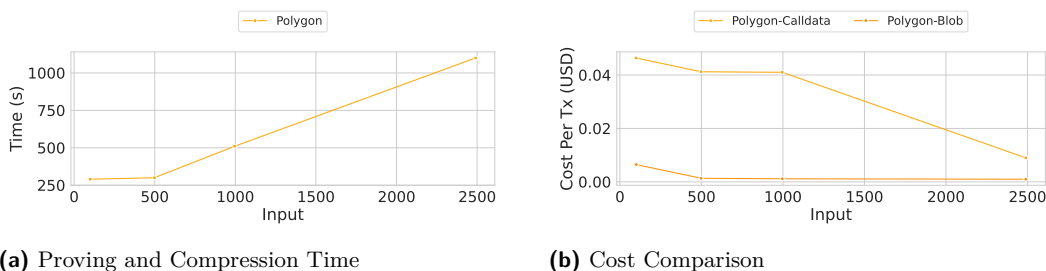 Polygon
Time (s)
1000
750
500
250
0 500 1000 1500 2000 2500
Input
(a) Proving and Compression Time
Polygon-Calldata Polygon-Blob
Cost Per Tx (USD)
0.04
0.02
0.00
0 500 1000 1500 2000 2500
Input
(b) Cost Comparison